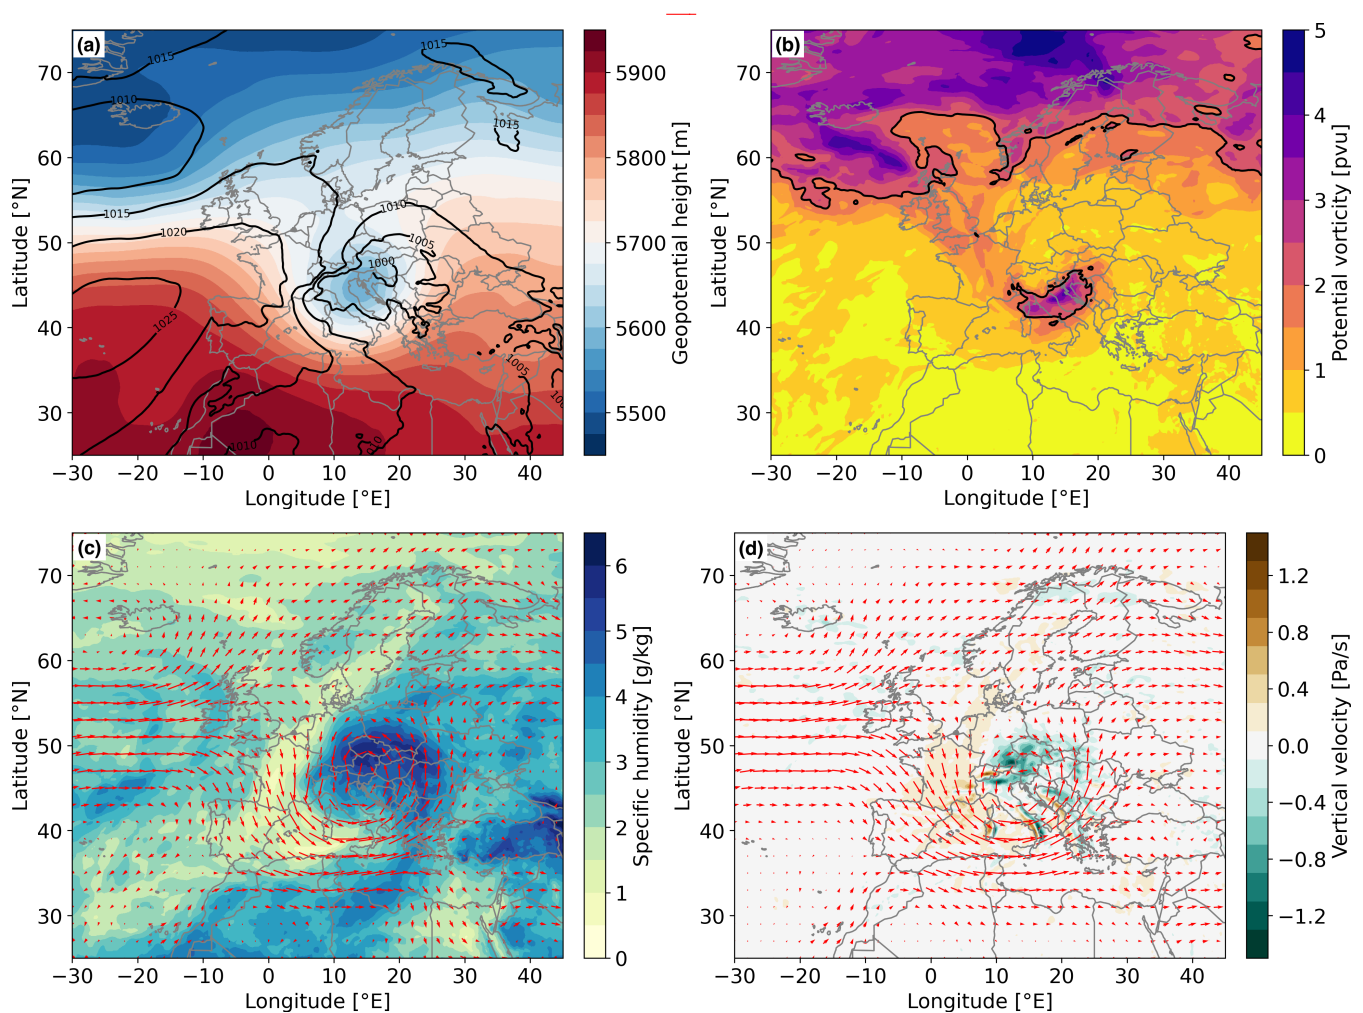 (a)
1015
1010
1015
1020
1025
1015
1010
1005
1000
1005
100
1010
010
70
60
50
40
30
Latitude [°N]
−30 −20 −10 0 10 20 30 40
Longitude [°E]
5900
5800
5700
5600
5500
Geopotential height [m]
(b)
70
60
50
40
30
Latitude [°N]
−30 −20 −10 0 10 20 30 40
Longitude [°E]
5
4
3
2
1
0
Potential vorticity [pvu]
(c)
70
60
50
40
30
Latitude [°N]
−30 −20 −10 0 10 20 30 40
Longitude [°E]
6
5
4
3
2
1
0
Specific humidity [g/kg]
(d)
70
60
50
40
30
Latitude [°N]
−30 −20 −10 0 10 20 30 40
Longitude [°E]
1.2
0.8
0.4
0.0
−0.4
−0.8
−1.2
Vertical velocity [Pa/s]